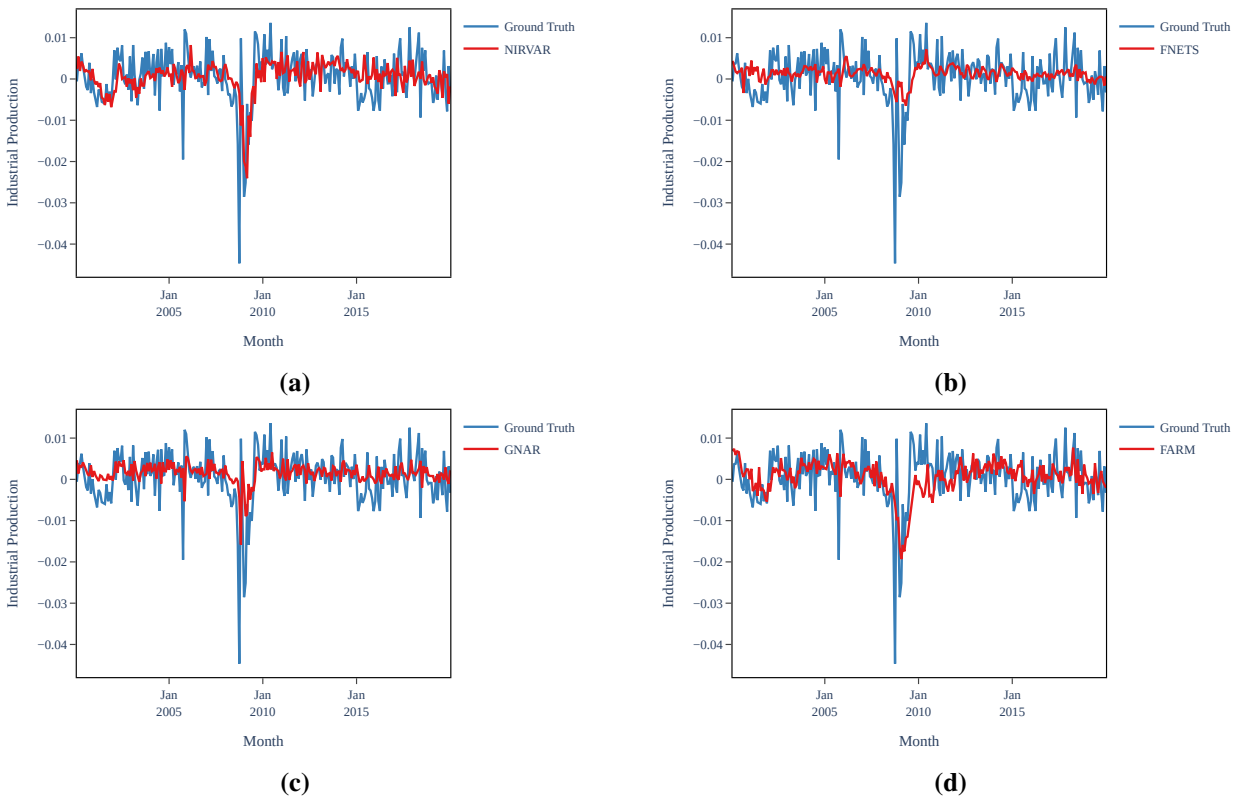 Ground Truth
NIRVAR
0.01
0
−0.01
−0.02
−0.03
−0.04
Industrial Production
Jan
2005
Jan
2010
Jan
2015
Month
(a)
Ground Truth
FNETS
0.01
0
−0.01
−0.02
−0.03
−0.04
Industrial Production
Jan
2005
Jan
2010
Jan
2015
Month
(b)
Ground Truth
GNAR
0.01
0
−0.01
−0.02
−0.03
−0.04
Industrial Production
Jan
2005
Jan
2010
Jan
2015
Month
(c)
Ground Truth
FARM
0.01
0
−0.01
−0.02
−0.03
−0.04
Industrial Production
Jan
2005
Jan
2010
Jan
2015
Month
(d)